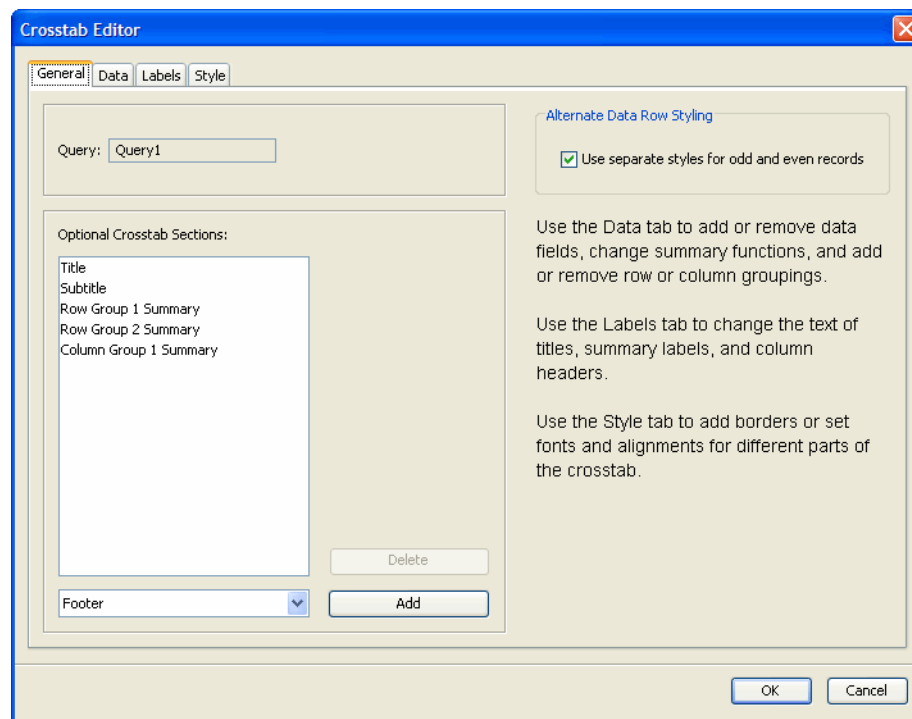 Crosstab Editor
General Data Labels Style
Query: Query1
Optional Crosstab Sections:
Title
Subtitle
Row Group 1 Summary
Row Group 2 Summary
Column Group 1 Summary
Delete
Footer
Add
Alternate Data Row Styling
Use separate styles for odd and even records
Use the Data tab to add or remove data
fields, change summary functions, and add
or remove row or column groupings.
Use the Labels tab to change the text of
titles, summary labels, and column
headers.
Use the Style tab to add borders or set
fonts and alignments for different parts of
the crosstab.
OK Cancel